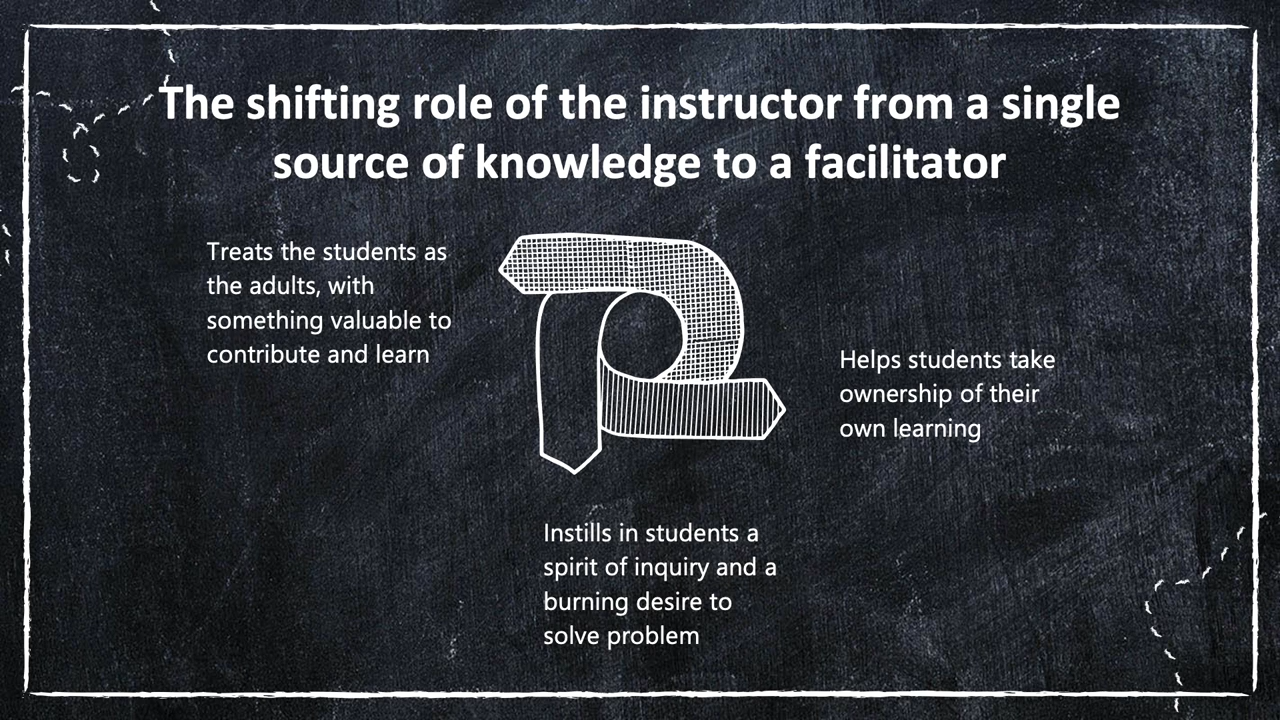 The shifting role of the instructor from a single
source of knowledge to a facilitator
Treats the students as
the adults, with
something valuable to
contribute and learn
Helps students take
ownership of their
own learning
Instills in students a
spirit of inquiry and a
burning desire to
solve problem